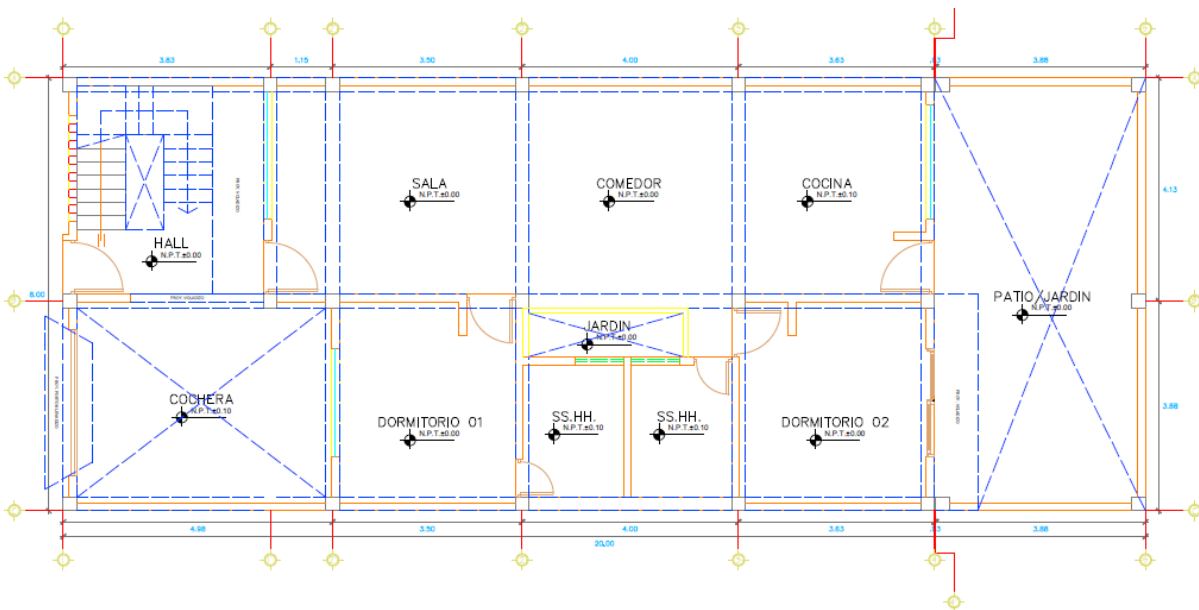 3.83 1.15 3.50 4.00 3.63 .13 3.88
SALA
N.P.T.±0.00
COMEDOR
N.P.T.±0.00
COCINA
N.P.T.±0.10
4.13
HALL
N.P.T.±0.00
8.00
PATIO/JARDIN
N.P.T.±0.00
JARDIN
N.P.T.±0.00
COCHERA
N.P.T.±0.10
DORMITORIO 01
N.P.T.±0.00
SS.HH.
N.P.T.±0.10
SS.HH.
N.P.T.±0.10
DORMITORIO 02
N.P.T.±0.00
3.88
4.98 3.50 4.00 3.63 .13 3.88
20.00